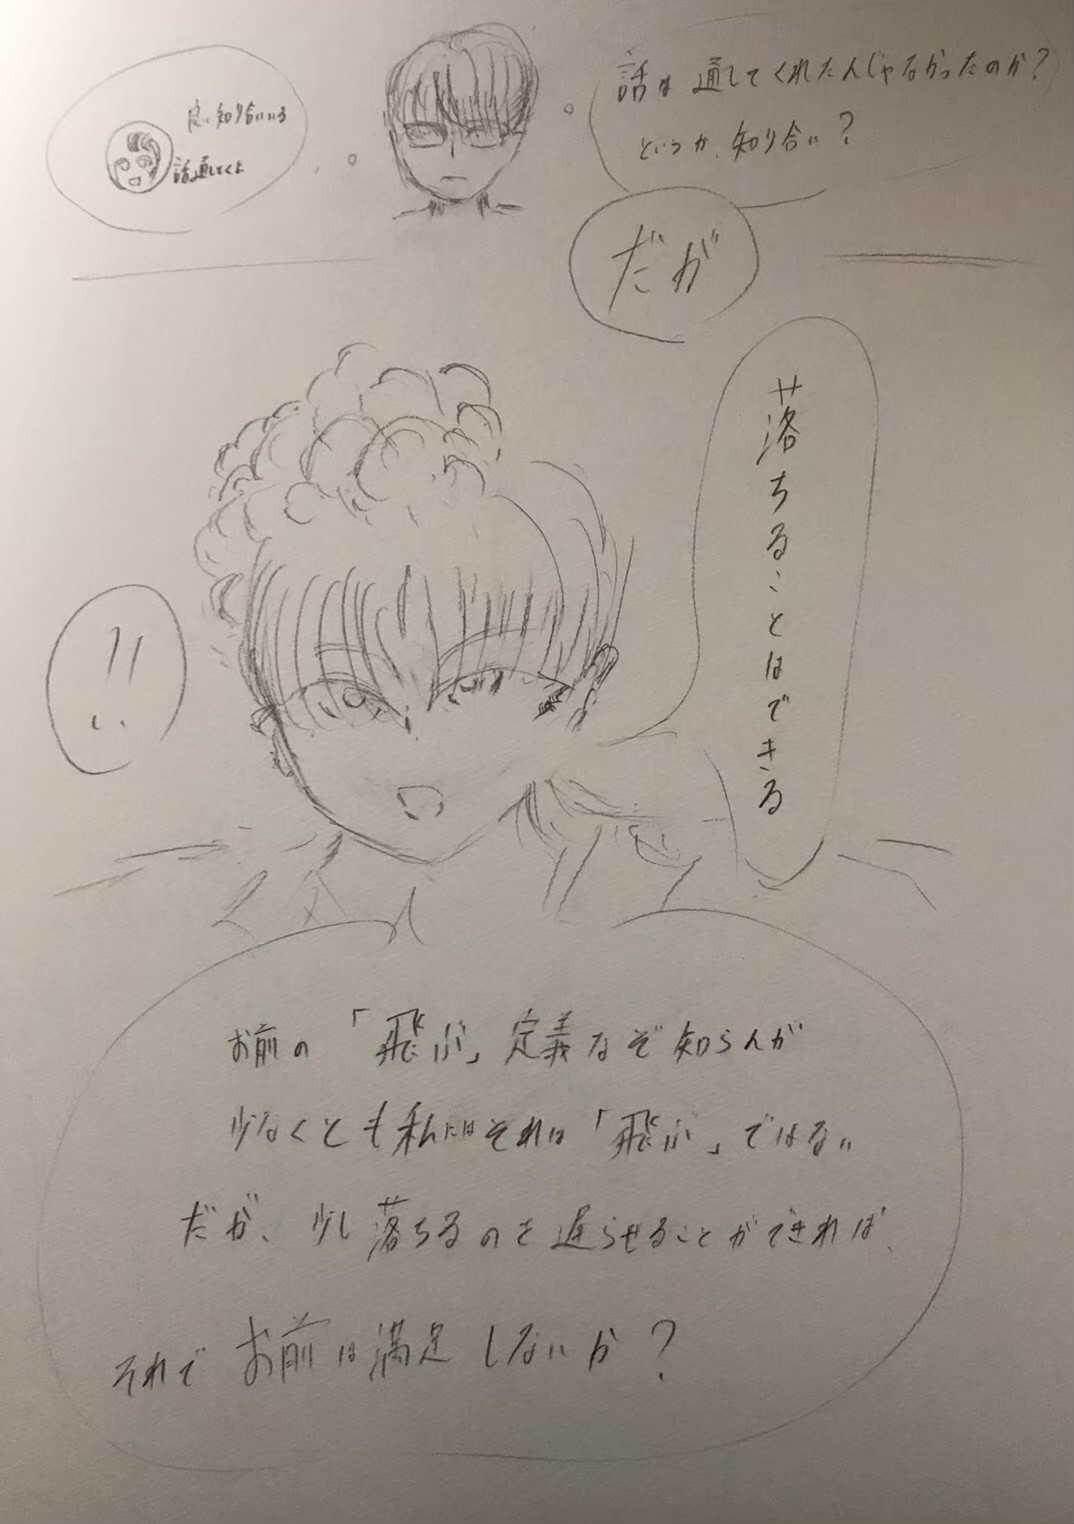 話は通してくれたんじゃなかったのか?
というか、知り合い?
良い知り合いいる
話通してくよ
だが
落ちることはできる
!!
お前の「飛ぶ」定義なぞ知らんが
少なくとも私にはそれは「飛ぶ」ではない
だが、少し落ちるのを遅らせることができれば、
それでお前は満足しないか?